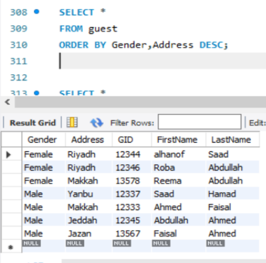 308 SELECT *
309 FROM guest
310 ORDER BY Gender,Address DESC;
311
312
313 SELECT *
Result Grid Filter Rows: Edit:
Gender Address GID FirstName LastName
Female Riyadh 12344 alhanof Saad
Female Riyadh 12346 Roba Abdullah
Female Makkah 13578 Reema Abdullah
Male Yanbu 12337 Saad Hamad
Male Makkah 12333 Ahmed Faisal
Male Jeddah 12345 Abdullah Ahmed
Male Jazan 13567 Faisal Ahmed
NULL NULL NULL NULL NULL